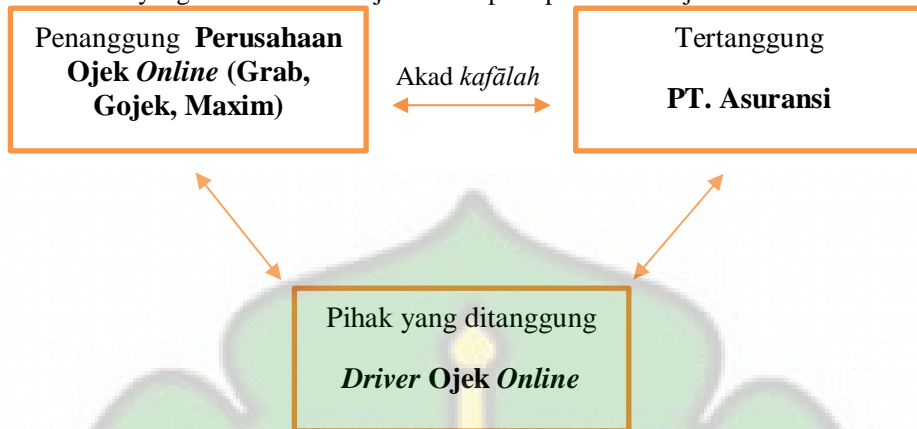 Penanggung Perusahaan
Ojek Online (Grab,
Gojek, Maxim)
Akad kafālah
Tertanggung
PT. Asuransi
Pihak yang ditanggung
Driver Ojek Online